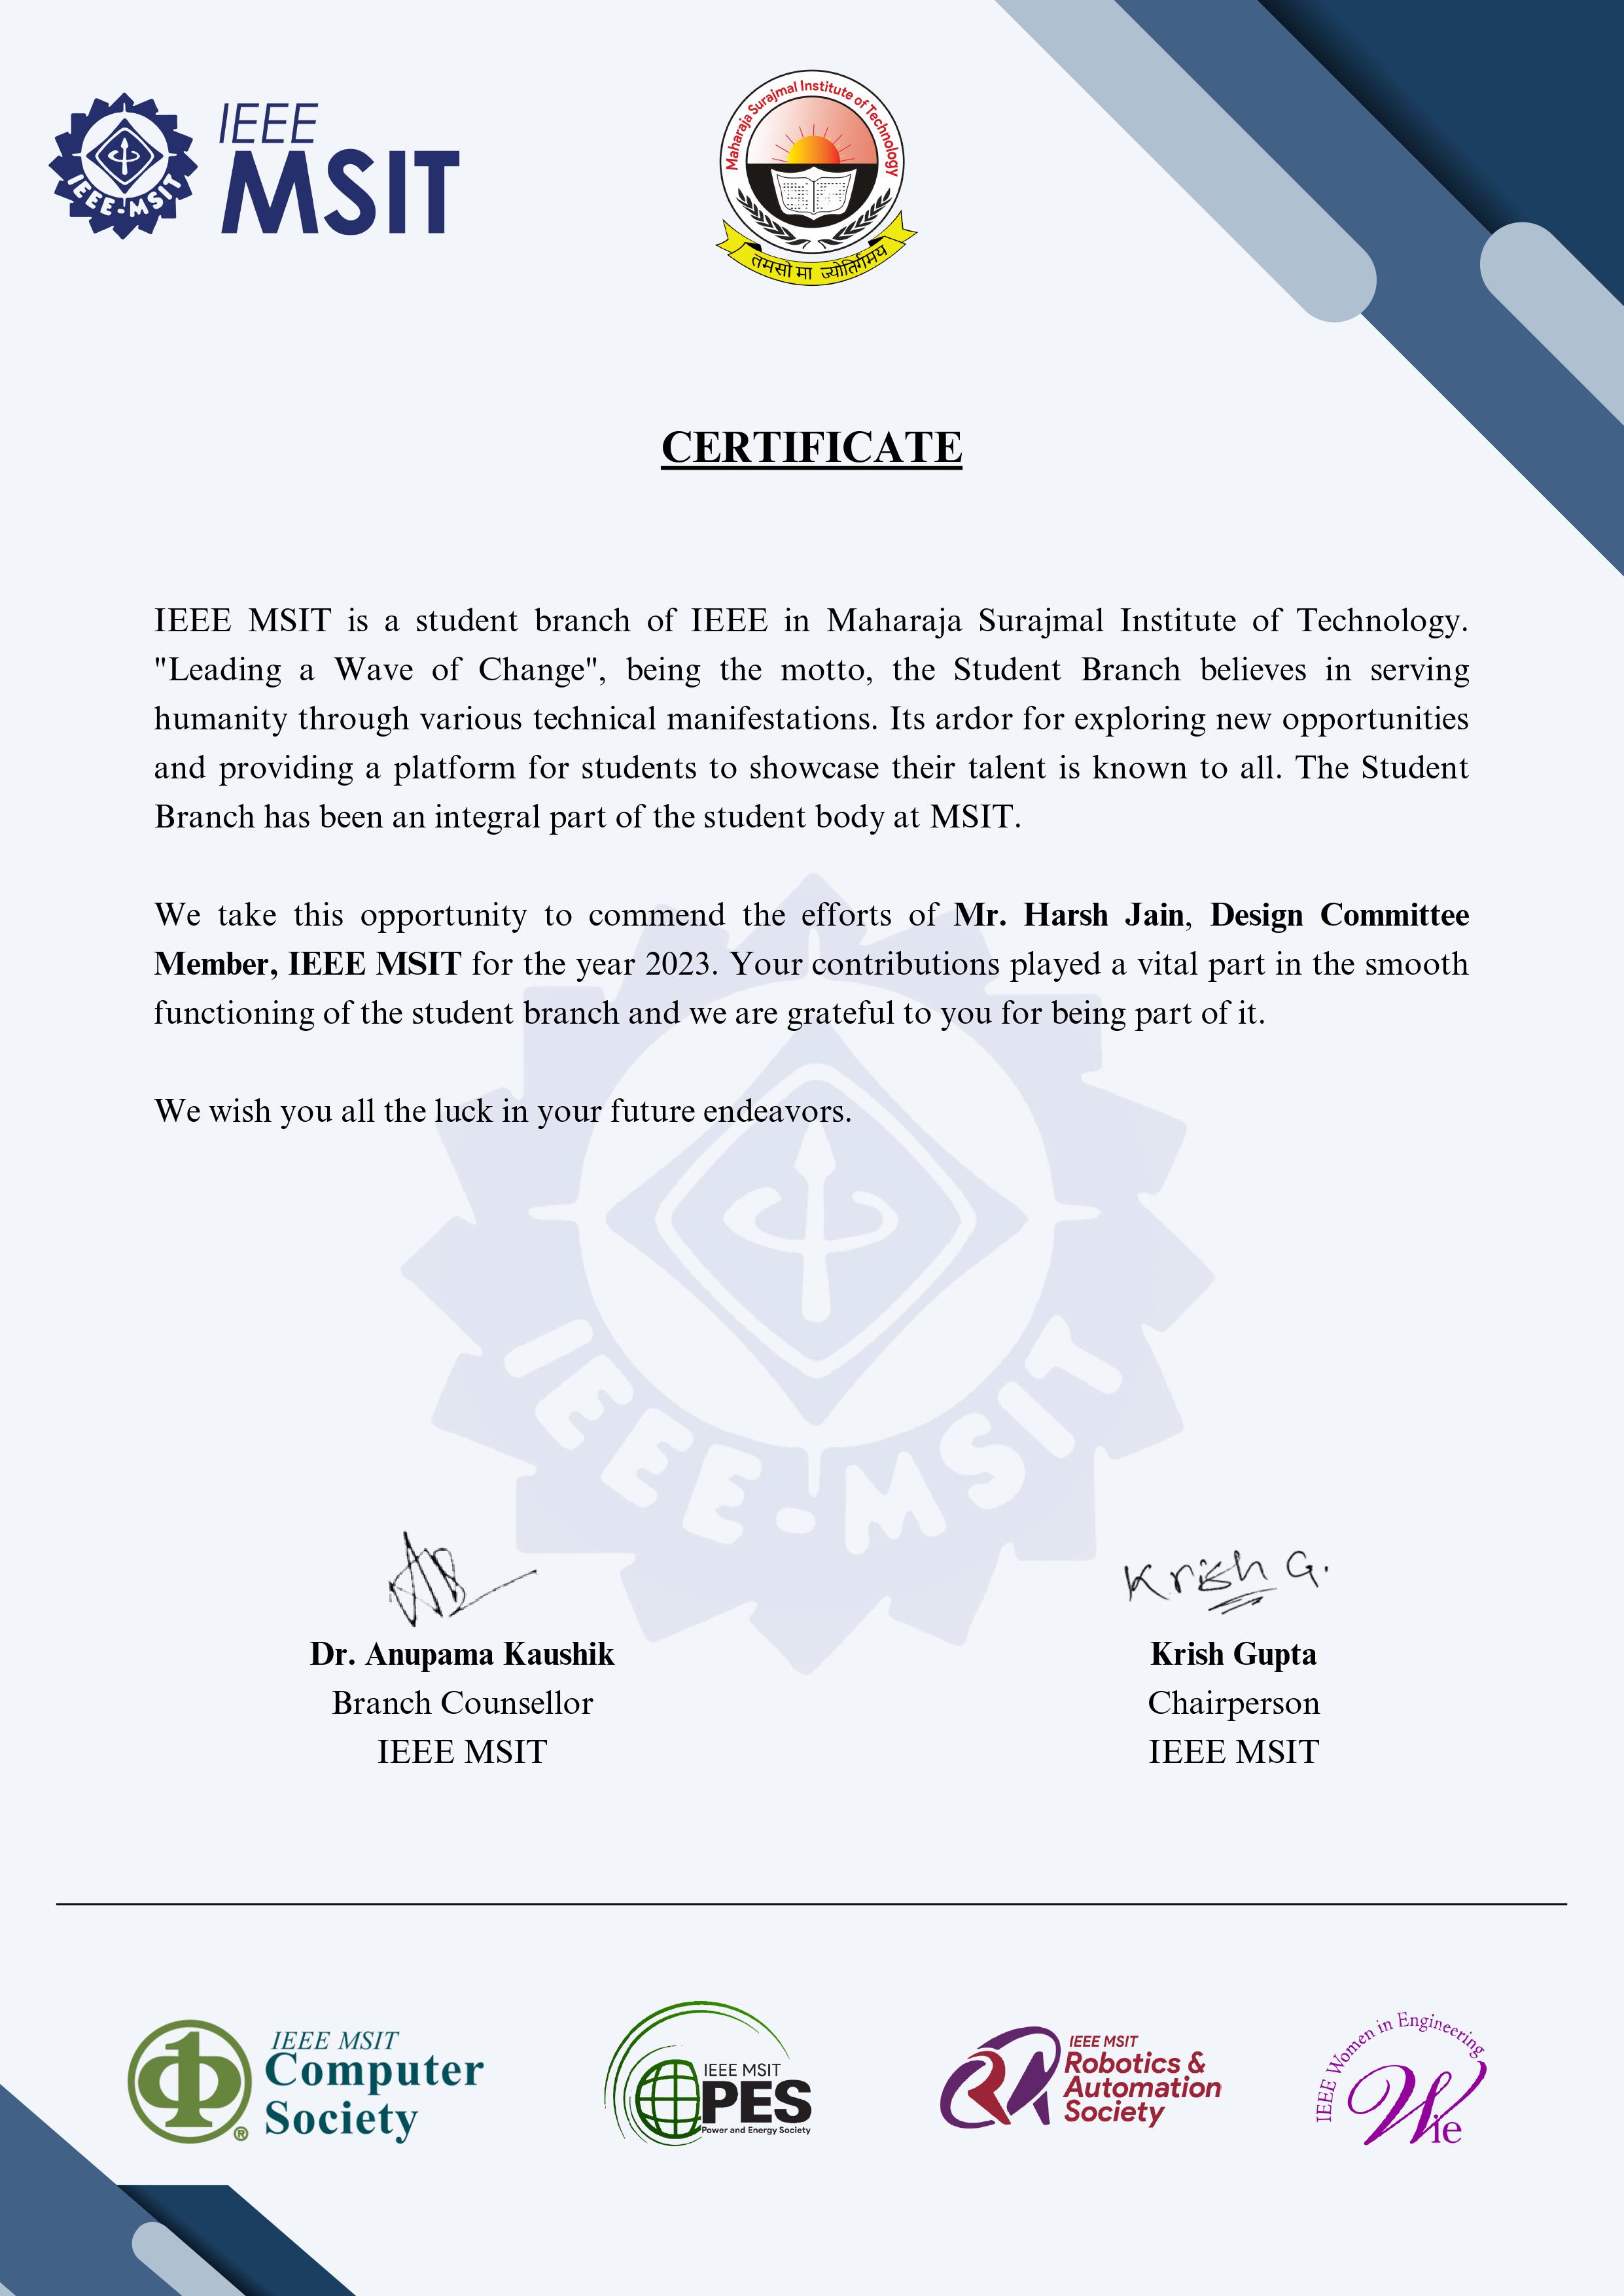 IEEE
MSIT
IEEE-MSIT
Maharaja Surajmal Institute of Technology
तमसो मा ज्योतिर्गमय
CERTIFICATE
IEEE MSIT is a student branch of IEEE in Maharaja Surajmal Institute of Technology.
"Leading a Wave of Change", being the motto, the Student Branch believes in serving
humanity through various technical manifestations. Its ardor for exploring new opportunities
and providing a platform for students to showcase their talent is known to all. The Student
Branch has been an integral part of the student body at MSIT.
We take this opportunity to commend the efforts of Mr. Harsh Jain, Design Committee
Member, IEEE MSIT for the year 2023. Your contributions played a vital part in the smooth
functioning of the student branch and we are grateful to you for being part of it.
We wish you all the luck in your future endeavors.
IEEE-MSIT
Krish G.
Dr. Anupama Kaushik
Branch Counsellor
IEEE MSIT
Krish Gupta
Chairperson
IEEE MSIT
IEEE MSIT
Computer
Society
®
IEEE MSIT
PES
Power and Energy Society
IEEE MSIT
Robotics &
Automation
Society
IEEE Women in Engineering
Wie